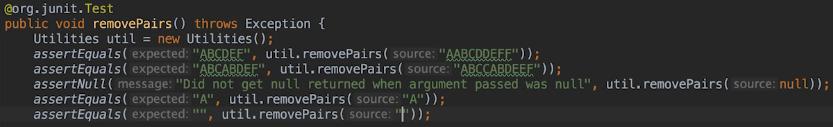 @org.junit.Test
public void removePairs() throws Exception {
Utilities util = new Utilities();
assertEquals( expected: "ABCDEF", util.removePairs( source: "AABCDDEFF"));
assertEquals( expected: "ABCABDEF", util.removePairs( source: "ABCCABDEEF"));
assertNull( message: "Did not get null returned when argument passed was null", util.removePairs( source: null));
assertEquals( expected: "A", util.removePairs( source: "A"));
assertEquals( expected: "", util.removePairs( source: ""));